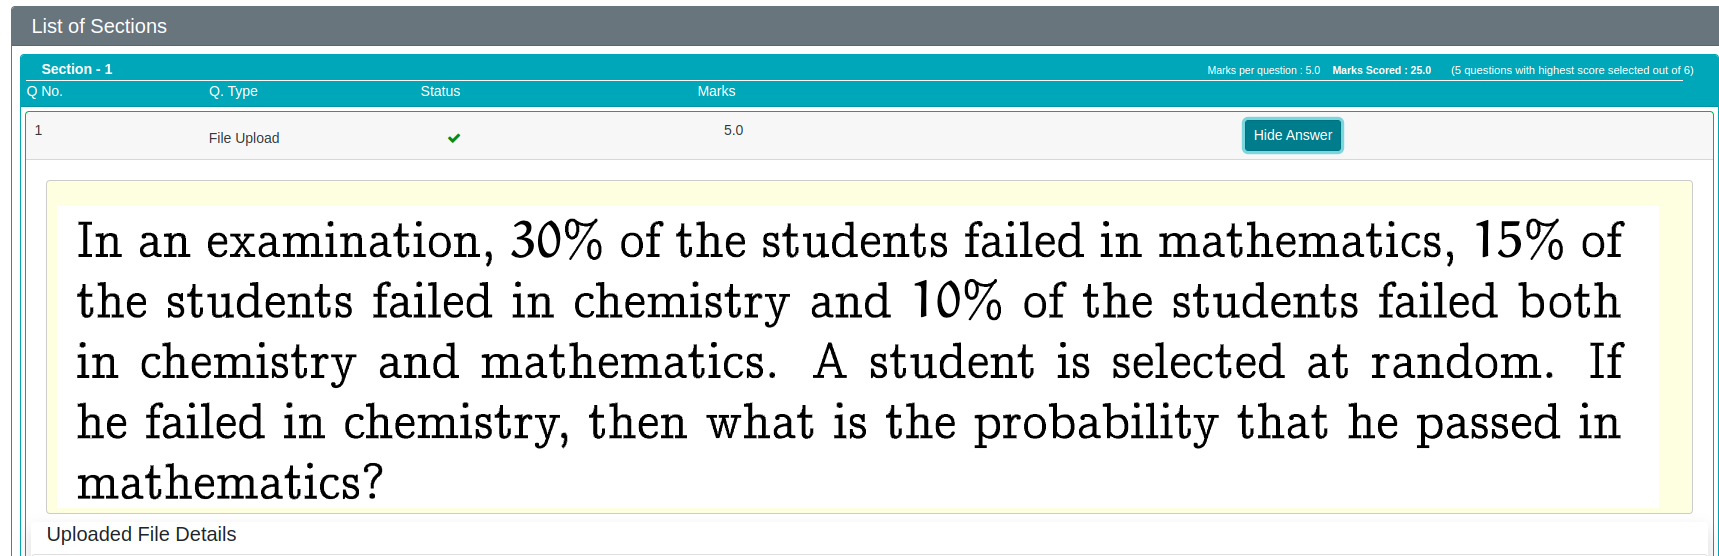 List of Sections
Section - 1 Marks per question : 5.0 Marks Scored : 25.0 (5 questions with highest score selected out of 6)
Q No. Q. Type Status Marks
1 File Upload 5.0 Hide Answer
In an examination, 30% of the students failed in mathematics, 15% of
the students failed in chemistry and 10% of the students failed both
in chemistry and mathematics. A student is selected at random. If
he failed in chemistry, then what is the probability that he passed in
mathematics?
Uploaded File Details